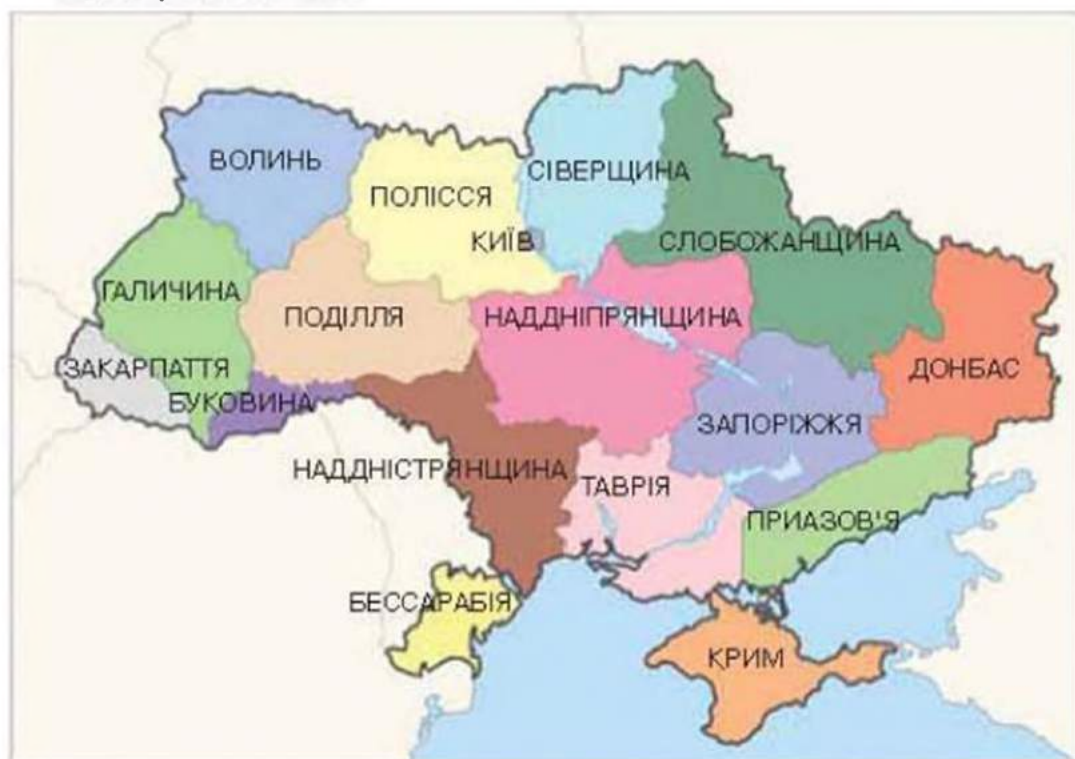 ВОЛИНЬ
ПОЛІССЯ
СІВЕРЩИНА
КИЇВ
СЛОБОЖАНЩИНА
ГАЛИЧИНА
ПОДІЛЛЯ
НАДДНІПРЯНЩИНА
ЗАКАРПАТТЯ
ДОНБАС
БУКОВИНА
ЗАПОРІЖЖЯ
НАДДНІСТРЯНЩИНА
ТАВРІЯ
ПРИАЗОВ'Я
БЕССАРАБІЯ
КРИМ